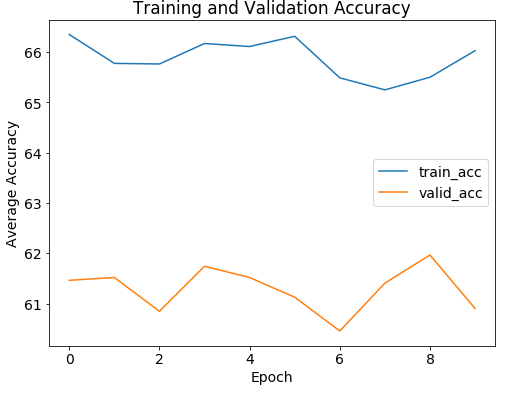 Training and Validation Accuracy
66
65
64
63
62
61
Average Accuracy
train_acc
valid_acc
0
2
4
6
8
Epoch